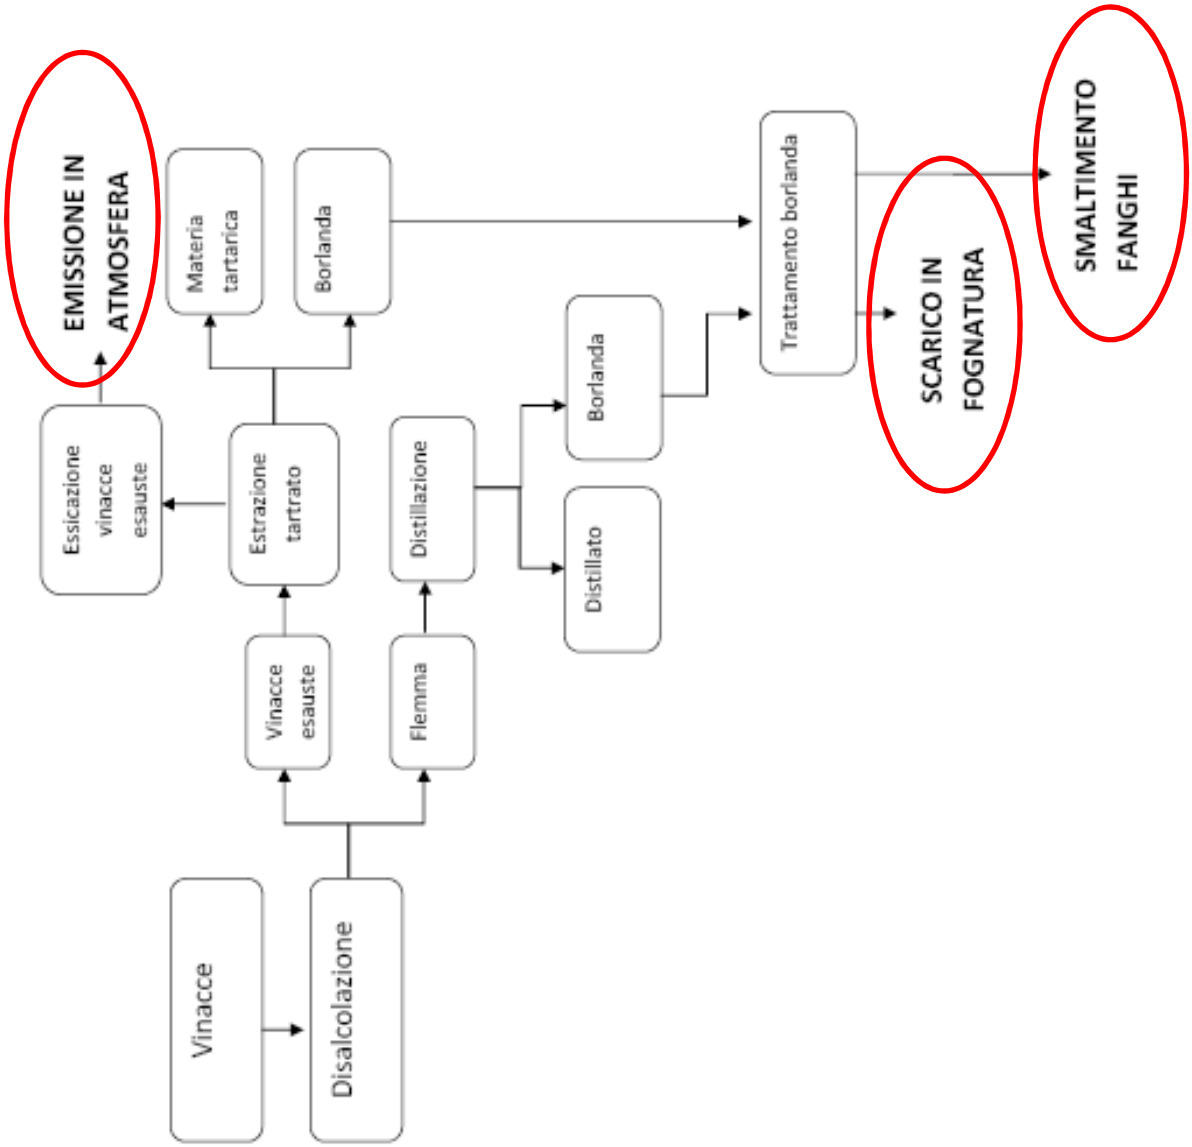 Vinacce
Disalcolazione
Vinacce
esauste
Flemma
Essicazione
vinacce
esauste
Estrazione
tartrato
Distillazione
EMISSIONE IN
ATMOSFERA
Materia
tartarica
Borlanda
Distillato
Borlanda
Trattamento borlanda
SCARICO IN
FOGNATURA
SMALTIMENTO
FANGHI